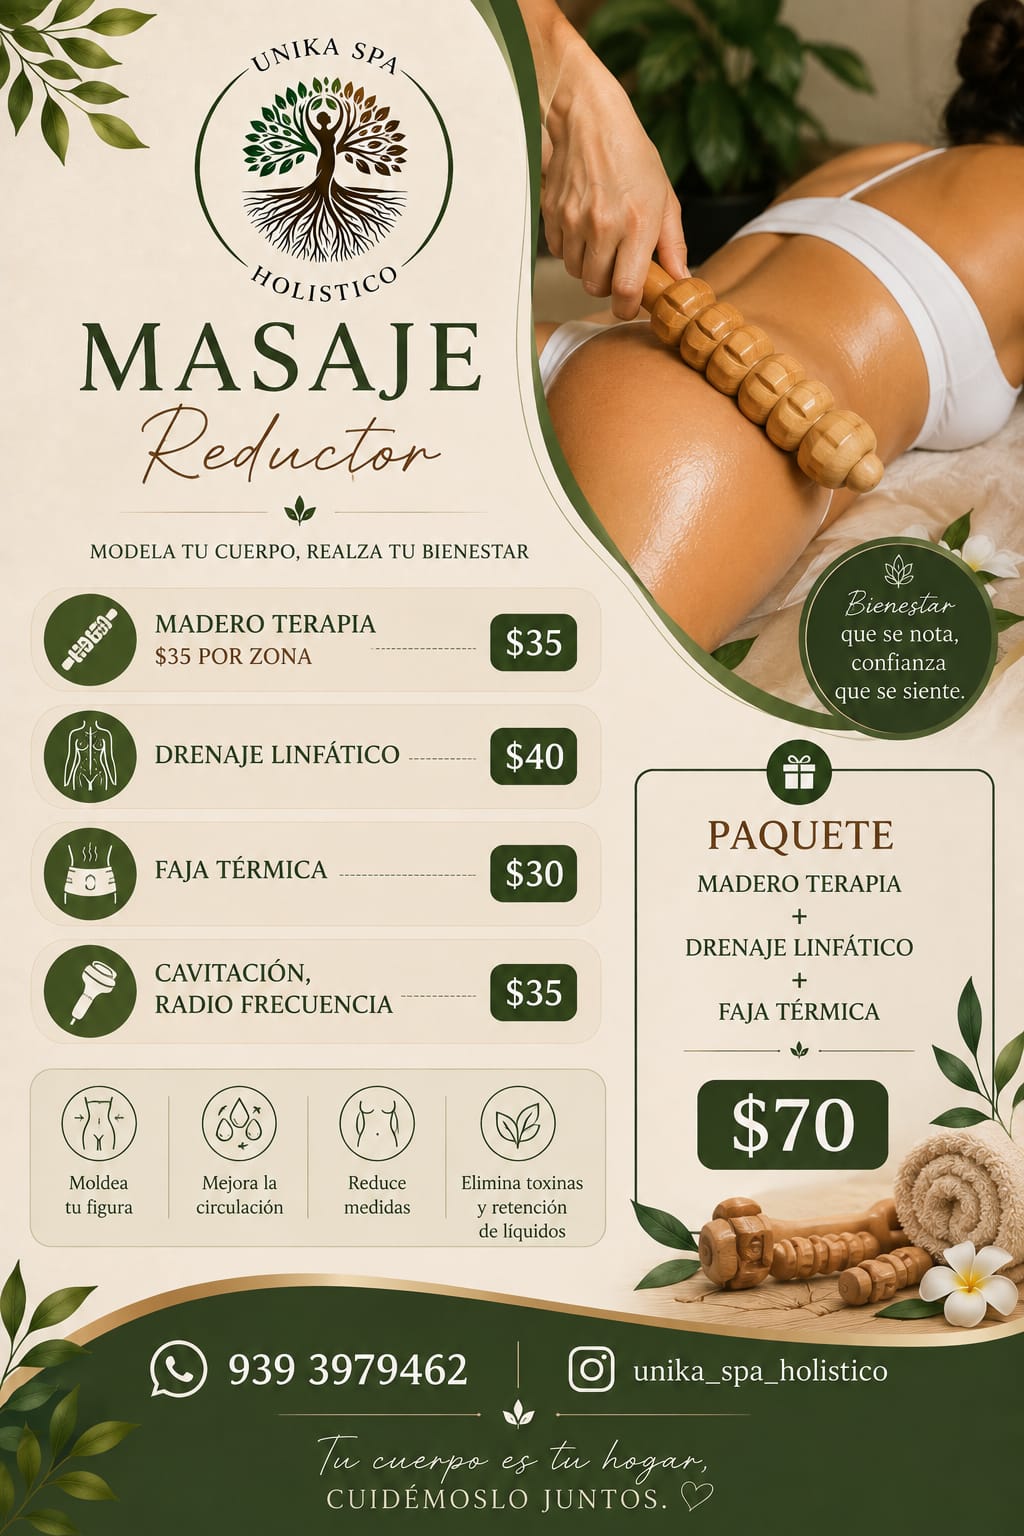 UNIKA SPA
HOLISTICO
MASAJE
Reductor
MODELA TU CUERPO, REALZA TU BIENESTAR
MADERO TERAPIA
$35 POR ZONA
$35
DRENAJE LINFÁTICO
$40
FAJA TÉRMICA
$30
CAVITACIÓN,
RADIO FRECUENCIA
$35
Moldea
tu figura
Mejora la
circulación
Reduce
medidas
Elimina toxinas
y retención
de líquidos
Bienestar
que se nota,
confianza
que se siente.
PAQUETE
MADERO TERAPIA
+
DRENAJE LINFÁTICO
+
FAJA TÉRMICA
$70
939 3979462
unika_spa_holistico
Tu cuerpo es tu hogar,
CUIDÉMOSLO JUNTOS.